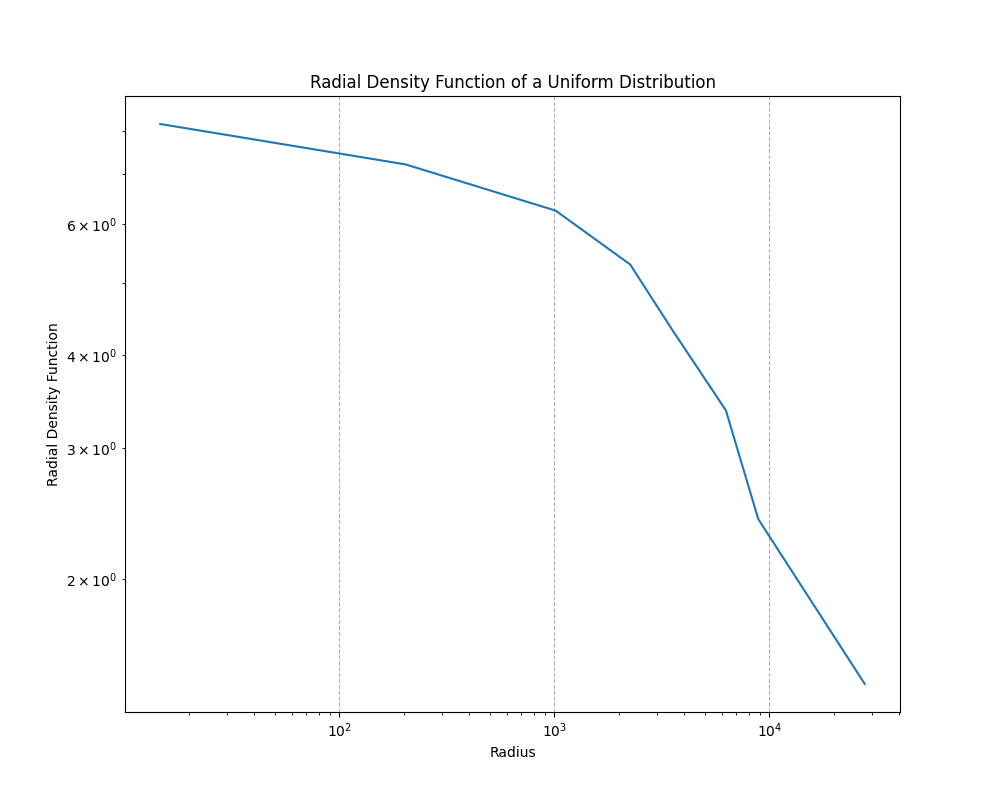 Radial Density Function of a Uniform Distribution
Radial Density Function
6 × 10⁰
4 × 10⁰
3 × 10⁰
2 × 10⁰
10² 10³ 10⁴
Radius